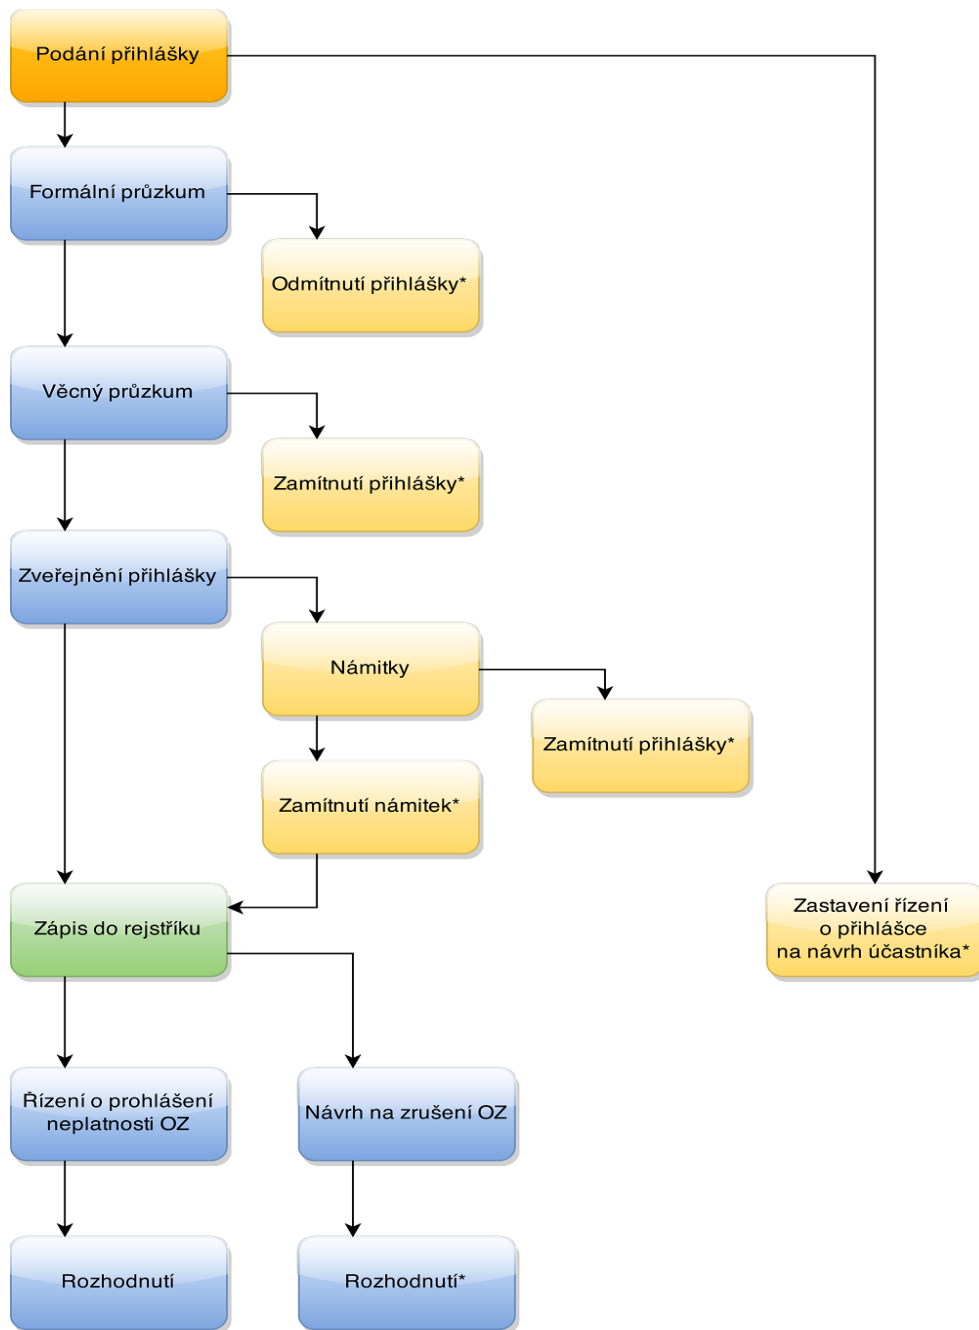 Podání přihlášky
Formální průzkum
Odmítnutí přihlášky*
Věcný průzkum
Zamítnutí přihlášky*
Zveřejnění přihlášky
Námitky
Zamítnutí přihlášky*
Zamítnutí námitek*
Zápis do rejstříku
Zastavení řízení
o přihlášce
na návrh účastníka*
Řízení o prohlášení
neplatnosti OZ
Návrh na zrušení OZ
Rozhodnutí
Rozhodnutí*